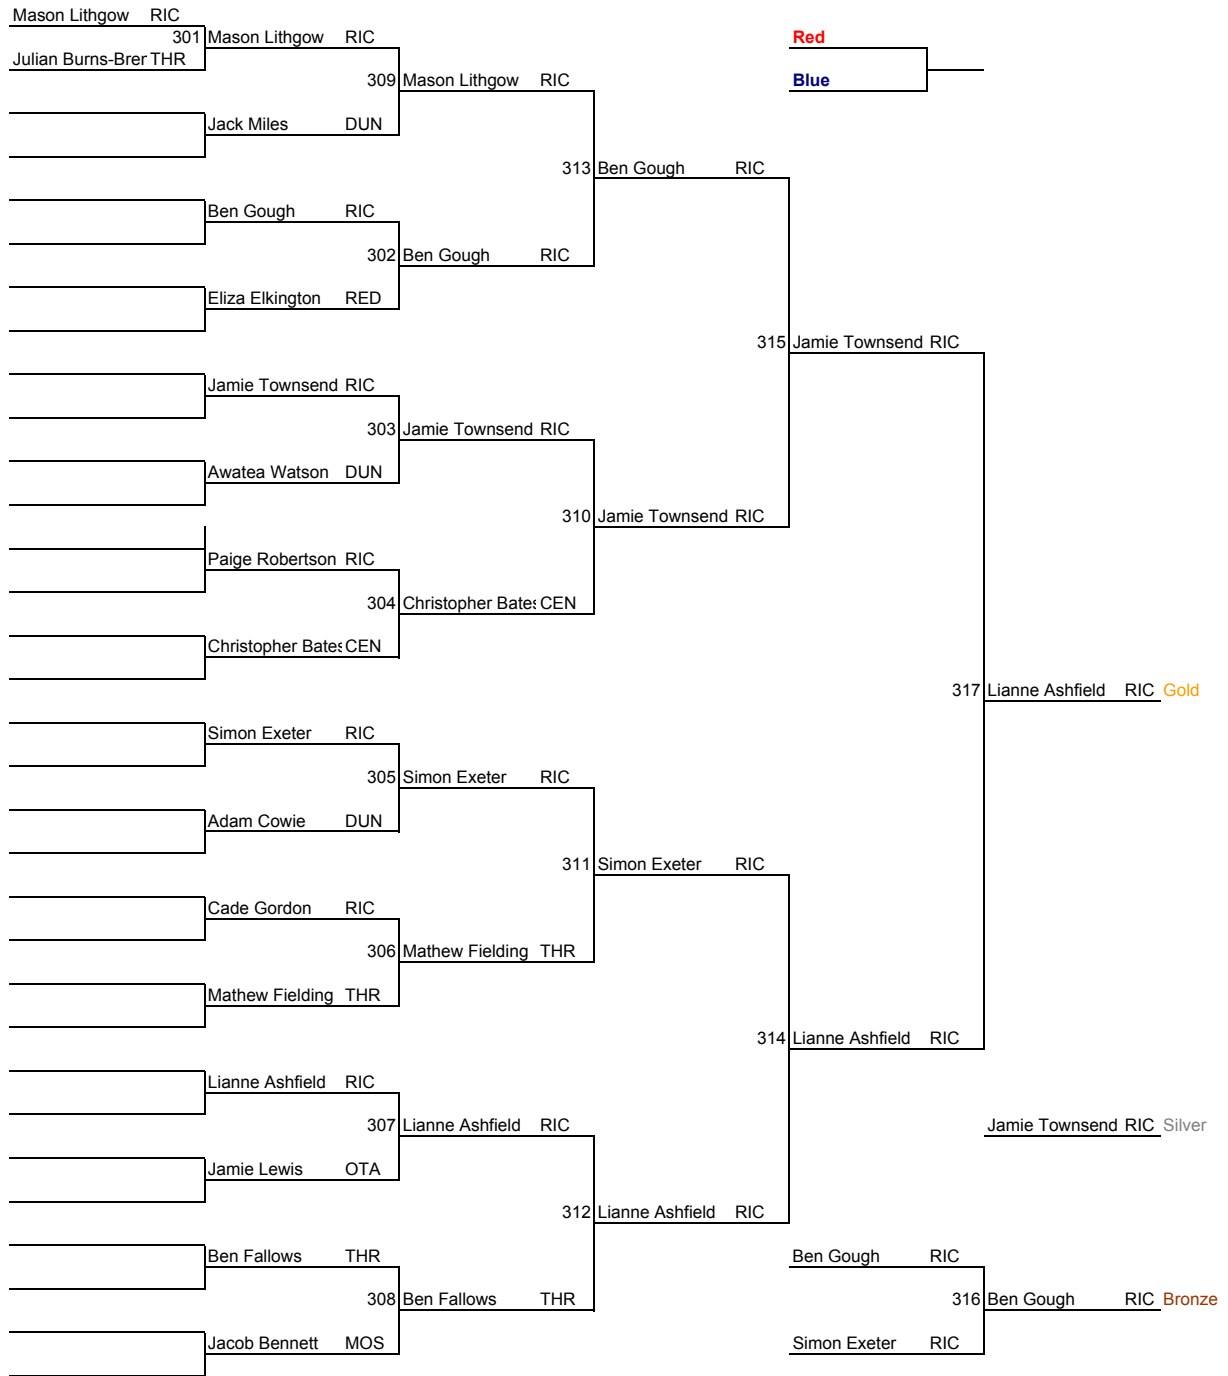 Mason Lithgow RIC
301 Mason Lithgow RIC
Red
Julian Burns-Brer THR
309 Mason Lithgow RIC
Blue
Jack Miles DUN
313 Ben Gough RIC
Ben Gough RIC
302 Ben Gough RIC
Eliza Elkington RED
315 Jamie Townsend RIC
Jamie Townsend RIC
303 Jamie Townsend RIC
Awatea Watson DUN
310 Jamie Townsend RIC
Paige Robertson RIC
304 Christopher Bates CEN
Christopher Bates CEN
317 Lianne Ashfield RIC Gold
Simon Exeter RIC
305 Simon Exeter RIC
Adam Cowie DUN
311 Simon Exeter RIC
Cade Gordon RIC
306 Mathew Fielding THR
Mathew Fielding THR
314 Lianne Ashfield RIC
Lianne Ashfield RIC
307 Lianne Ashfield RIC
Jamie Townsend RIC Silver
Jamie Lewis OTA
312 Lianne Ashfield RIC
Ben Fallows THR
Ben Gough RIC
308 Ben Fallows THR
316 Ben Gough RIC Bronze
Jacob Bennett MOS
Simon Exeter RIC